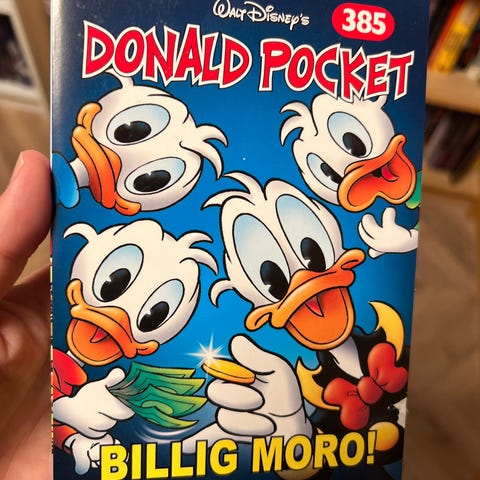 WALT DISNEY'S
385
DONALD POCKET
BILLIG MORO!